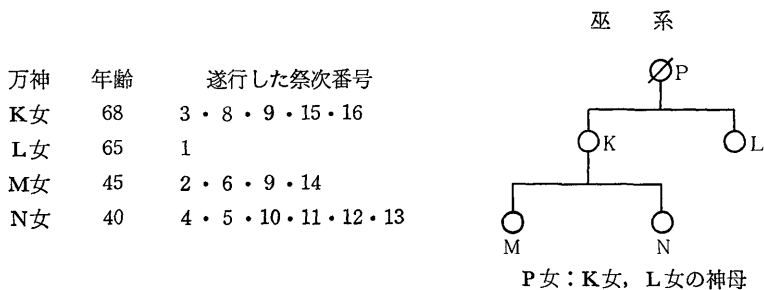 巫 系
万神 年齢 遂行した祭次番号
K女 68 3・8・9・15・16
L女 65 1
M女 45 2・6・9・14
N女 40 4・5・10・11・12・13
P
K L
M N
P女:K女,L女の神母